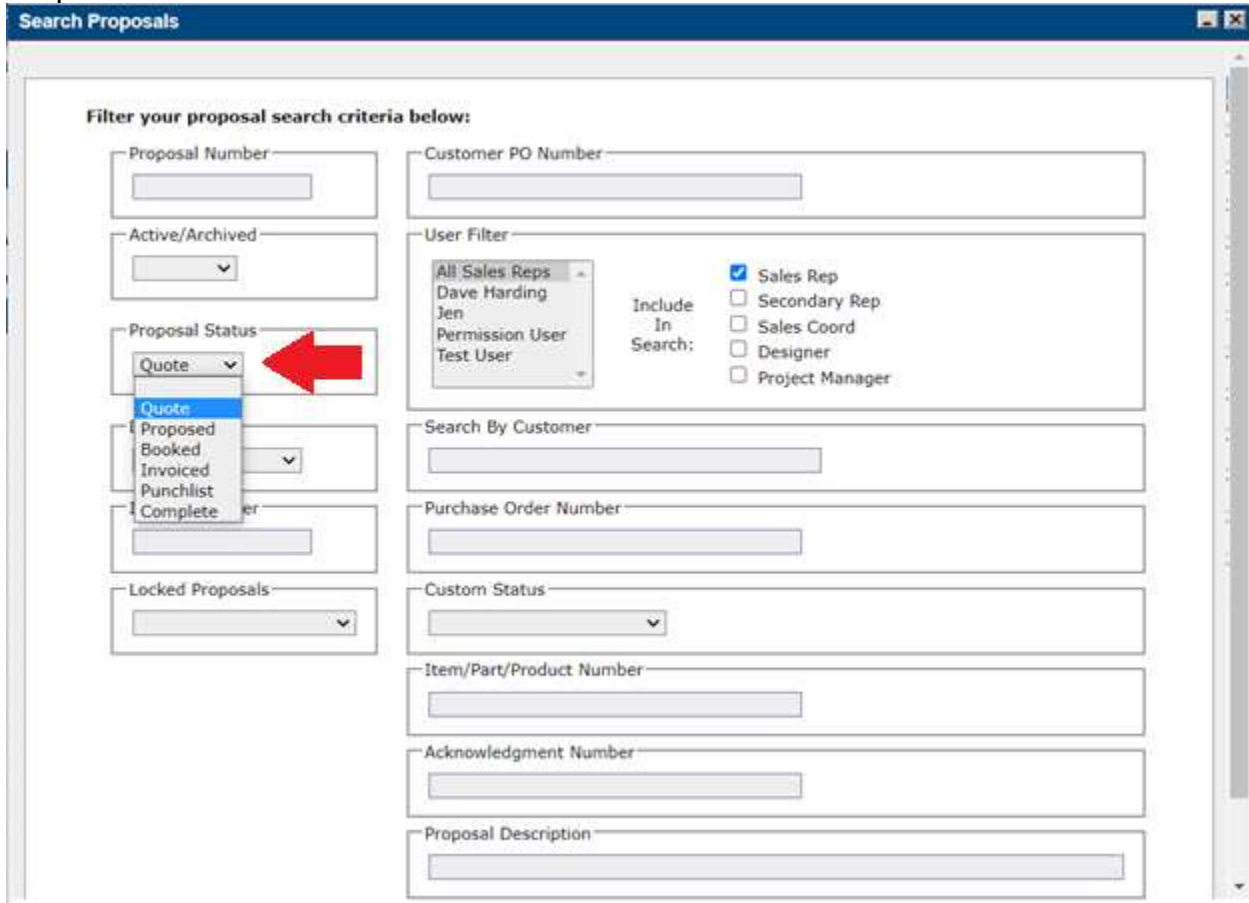 Search Proposals
Filter your proposal search criteria below:
Proposal Number
Customer PO Number
Active/Archived
User Filter
All Sales Reps
Dave Harding
Jen
Permission User
Test User
Include
In
Search:
Sales Rep
Secondary Rep
Sales Coord
Designer
Project Manager
Proposal Status
Quote
Quote
Proposed
Booked
Invoiced
Punchlist
Complete
Search By Customer
Purchase Order Number
Locked Proposals
Custom Status
Item/Part/Product Number
Acknowledgment Number
Proposal Description